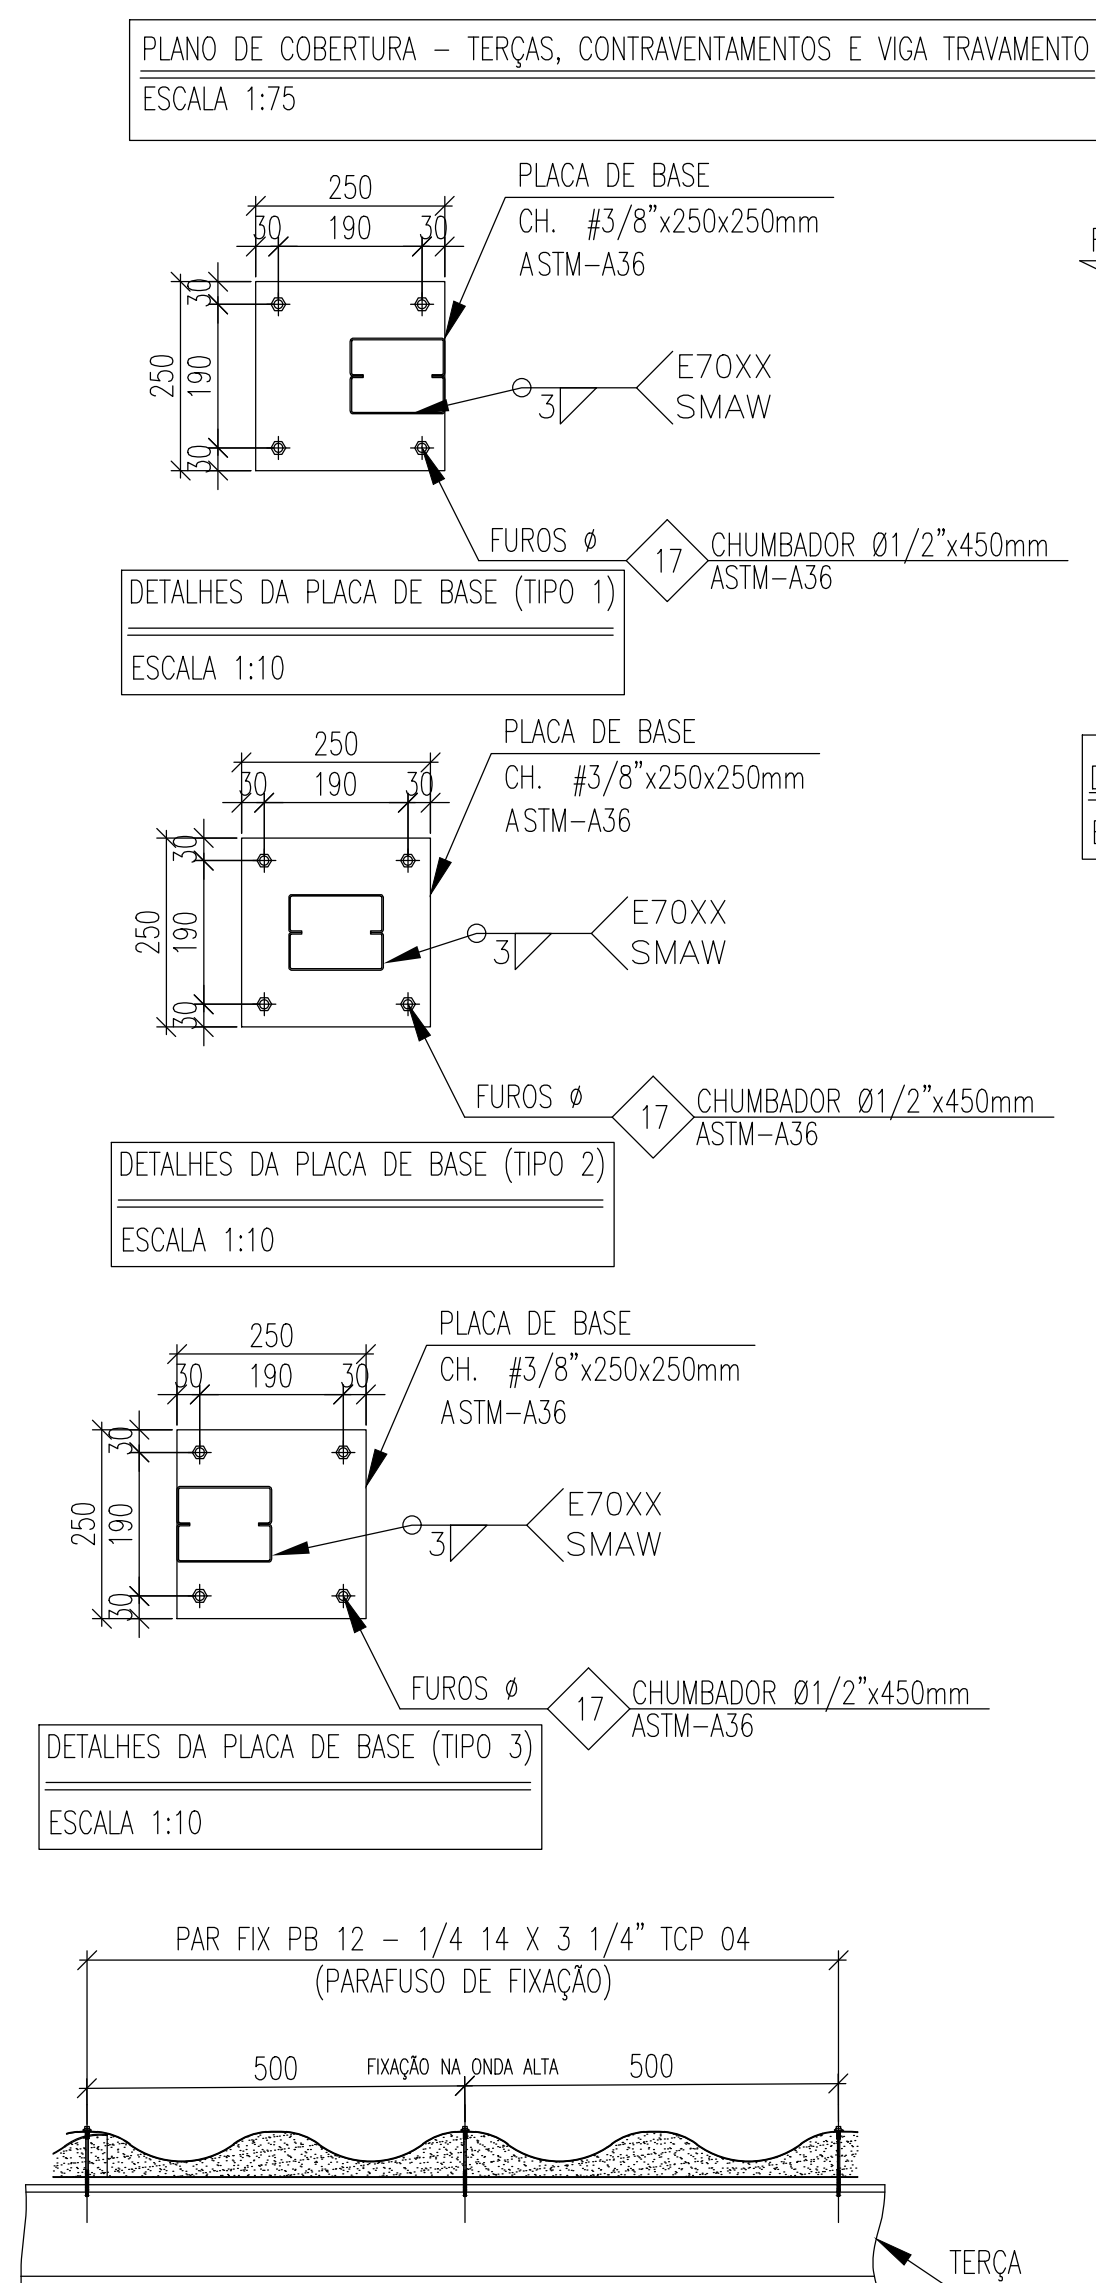 PLANO DE COBERTURA – TERÇAS, CONTRAVENTAMENTOS E VIGA TRAVAMENTO
ESCALA 1:75
250
30 190 30
PLACA DE BASE
CH. #3/8"x250x250mm
ASTM–A36
30
250
190
30
3
E70XX
SMAW
FUROS ø
17
CHUMBADOR Ø1/2"x450mm
ASTM–A36
DETALHES DA PLACA DE BASE (TIPO 1)
ESCALA 1:10
250
30 190 30
PLACA DE BASE
CH. #3/8"x250x250mm
ASTM–A36
30
250
190
30
3
E70XX
SMAW
FUROS ø
17
CHUMBADOR Ø1/2"x450mm
ASTM–A36
DETALHES DA PLACA DE BASE (TIPO 2)
ESCALA 1:10
250
30 190 30
PLACA DE BASE
CH. #3/8"x250x250mm
ASTM–A36
30
250
190
30
3
E70XX
SMAW
FUROS ø
17
CHUMBADOR Ø1/2"x450mm
ASTM–A36
DETALHES DA PLACA DE BASE (TIPO 3)
ESCALA 1:10
PAR FIX PB 12 – 1/4 14 X 3 1/4" TCP 04
(PARAFUSO DE FIXAÇÃO)
500 FIXAÇÃO NA ONDA ALTA 500
TERÇA